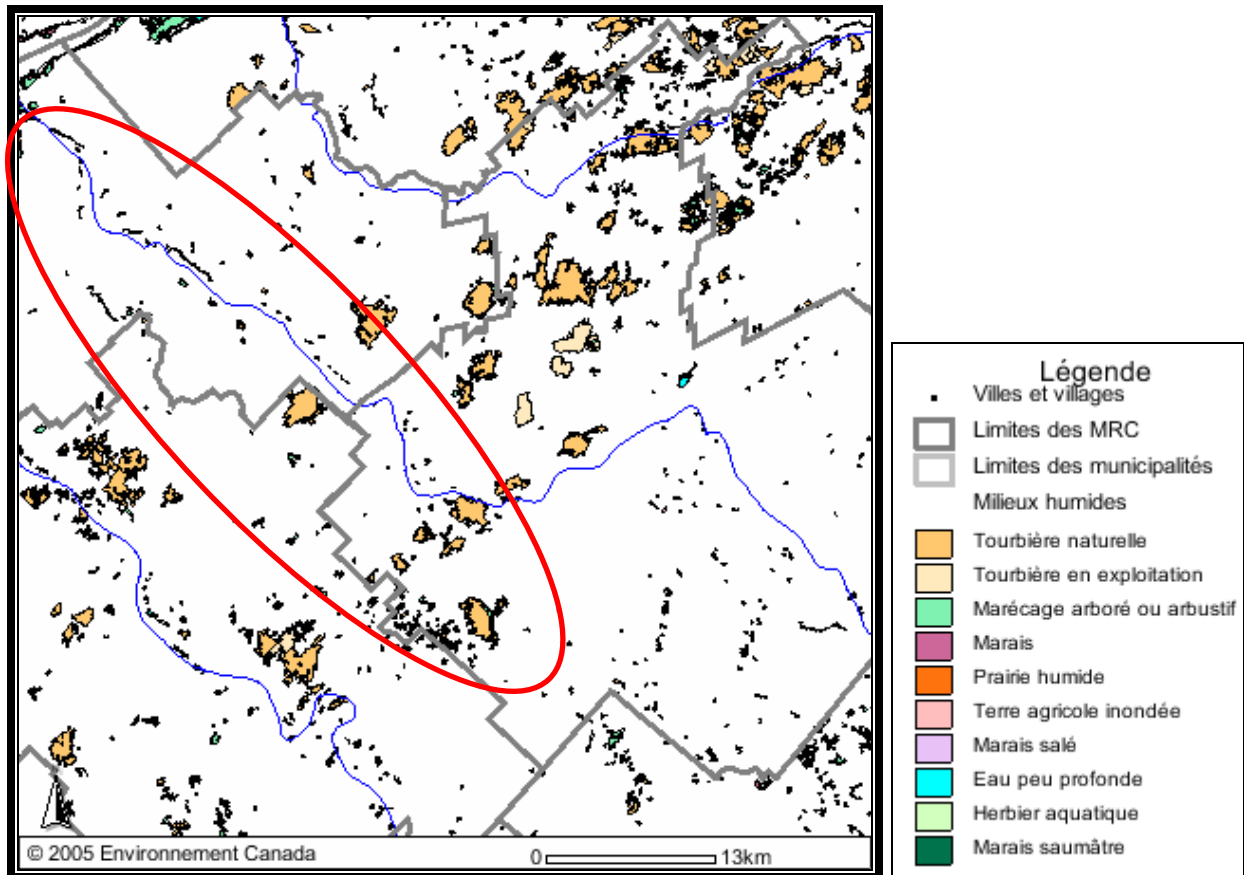 © 2005 Environnement Canada
0 13km
Légende
Villes et villages
Limites des MRC
Limites des municipalités
Milieux humides
Tourbière naturelle
Tourbière en exploitation
Marécage arboré ou arbustif
Marais
Prairie humide
Terre agricole inondée
Marais salé
Eau peu profonde
Herbier aquatique
Marais saumâtre